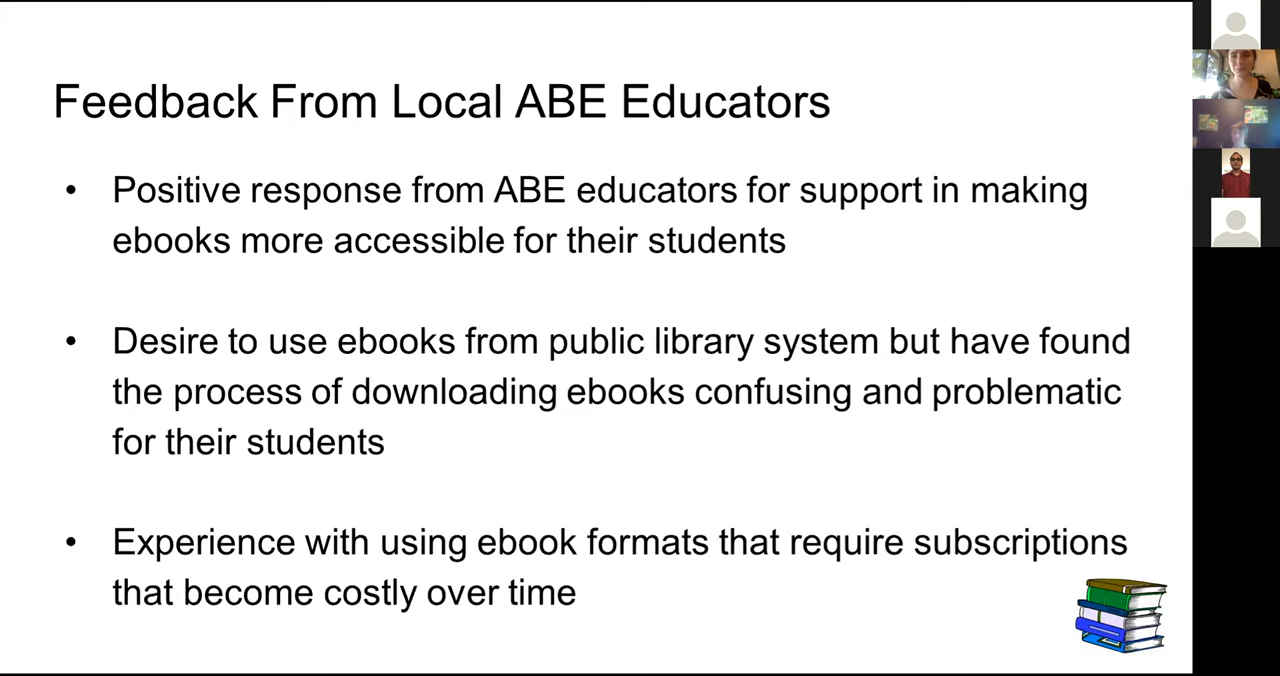 Feedback From Local ABE Educators
• Positive response from ABE educators for support in making
ebooks more accessible for their students
• Desire to use ebooks from public library system but have found
the process of downloading ebooks confusing and problematic
for their students
• Experience with using ebook formats that require subscriptions
that become costly over time